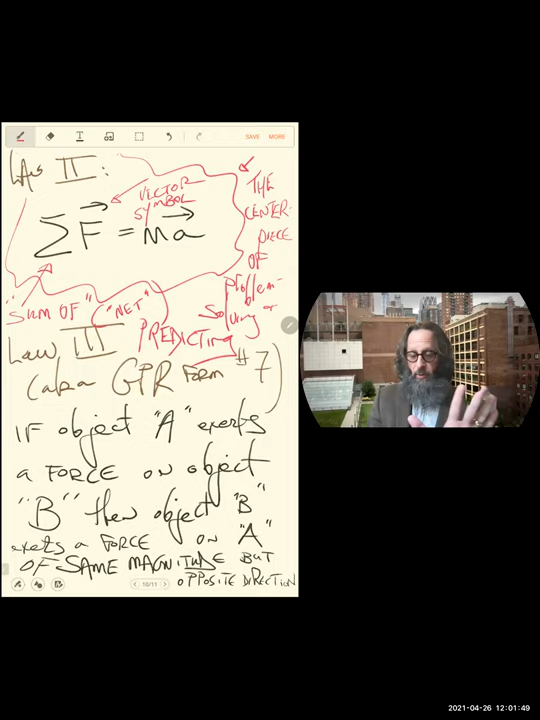 SAVE MORE
LAW II:
VECTOR
SYMBOL
ΣF = ma
THE
CENTER-
PIECE
OF
Problem-
Solving or
PREDICTING
"SUM OF" ("NET")
Law III
(aka GPR FORM #7)
IF object "A" exerts
a FORCE ON object
"B" then object "B"
exerts a FORCE ON "A"
OF SAME MAGNITUDE BUT
OPPOSITE DIRECTION
10/11
2021-04-26 12:01:49